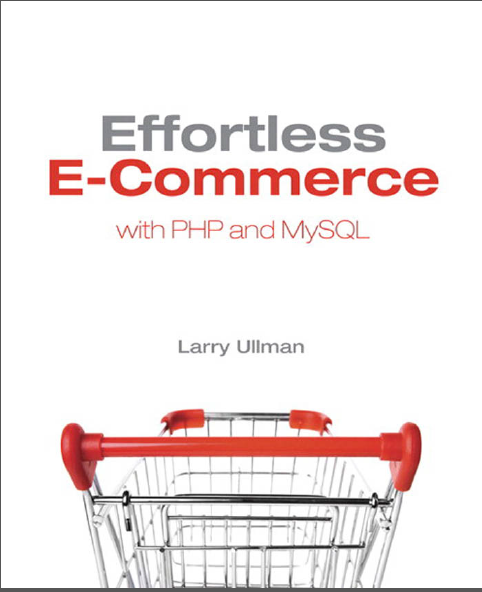 Effortless
E-Commerce
with PHP and MySQL
Larry Ullman